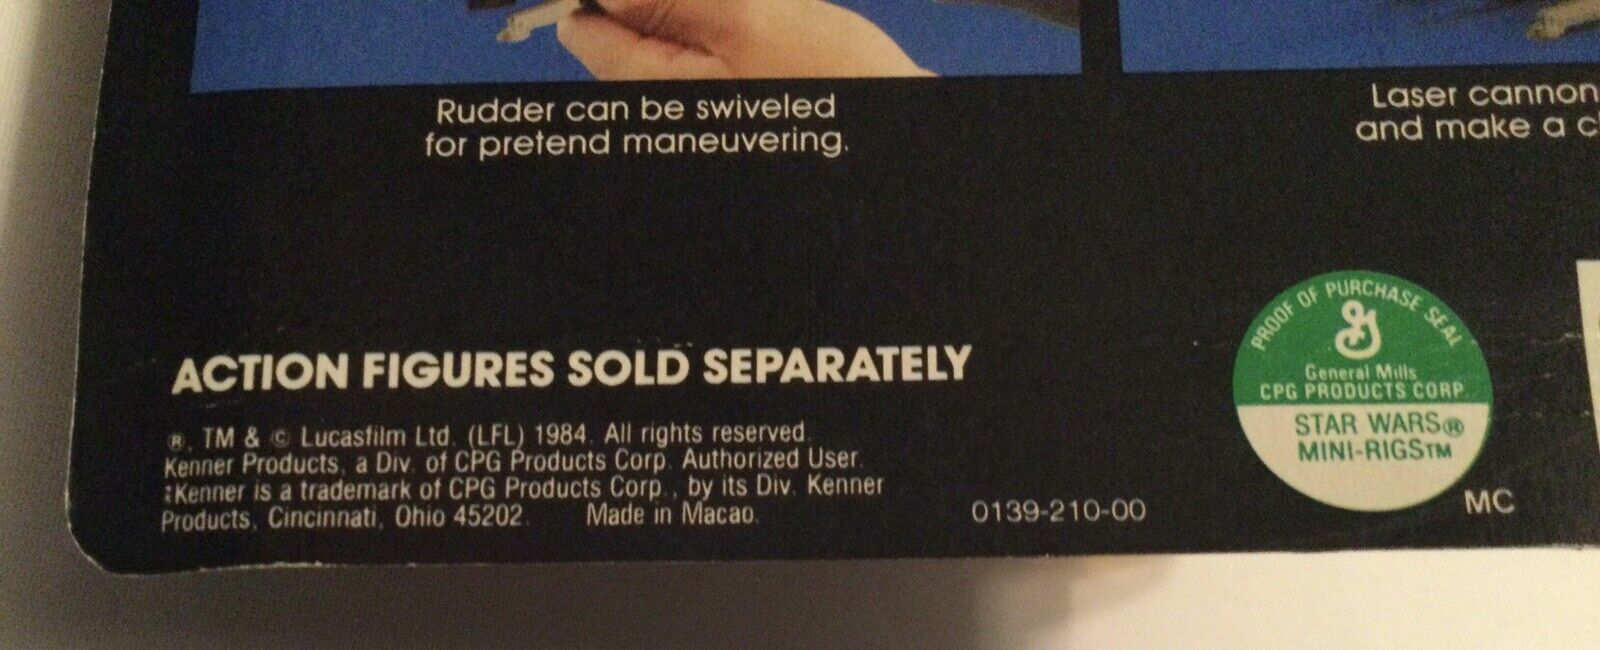 Rudder can be swiveled
for pretend maneuvering.
Laser cannon
and make a c
ACTION FIGURES SOLD SEPARATELY
®, TM & © Lucasfilm Ltd. (LFL) 1984. All rights reserved.
Kenner Products, a Div. of CPG Products Corp. Authorized User.
‡Kenner is a trademark of CPG Products Corp., by its Div. Kenner
Products, Cincinnati, Ohio 45202. Made in Macao.
0139-210-00
PROOF OF PURCHASE SEAL
G
General Mills
CPG PRODUCTS CORP
STAR WARS®
MINI-RIGS™
MC